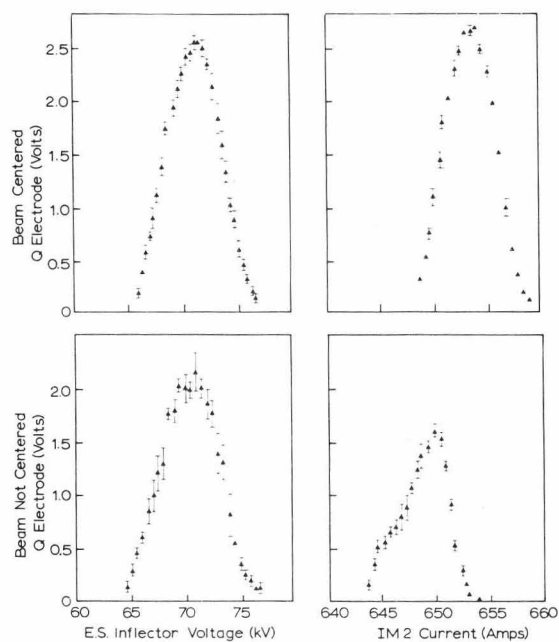 2.5
2.0
1.5
1.0
0.5
0
Beam Centered
Q Electrode (Volts)
2.0
1.5
1.0
0.5
0
Beam Not Centered
Q Electrode (Volts)
60 65 70 75
E.S. Inflector Voltage (kV)
640 645 650 655 660
IM 2 Current (Amps)